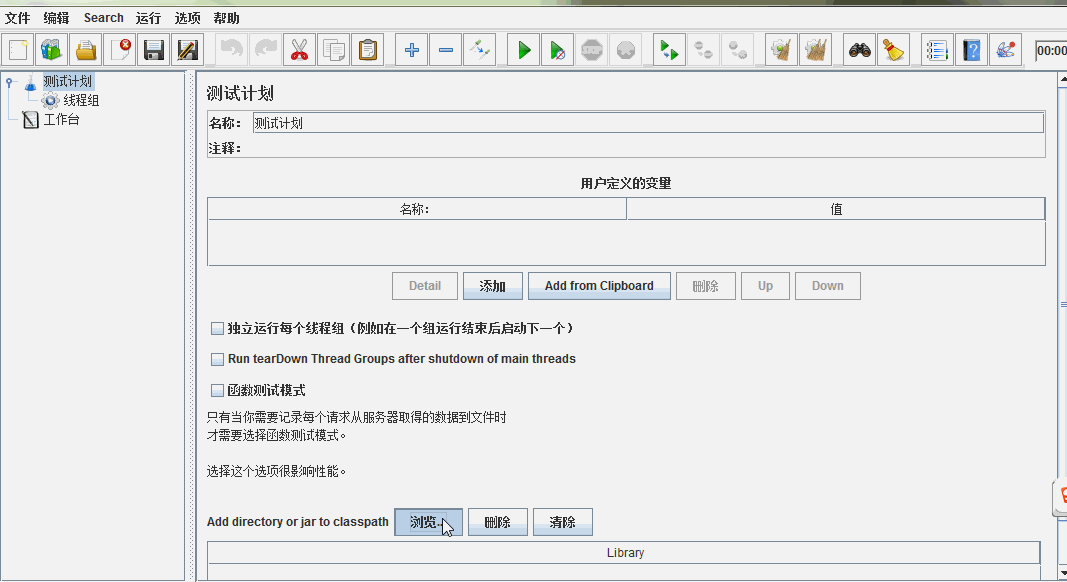 文件 编辑 Search 运行 选项 帮助
STOP
00:00
测试计划
线程组
工作台
测试计划
名称： 测试计划
注释：
用户定义的变量
名称： 值
Detail 添加 Add from Clipboard 删除 Up Down
独立运行每个线程组（例如在一个组运行结束后启动下一个）
Run tearDown Thread Groups after shutdown of main threads
函数测试模式
只有当你需要记录每个请求从服务器取得的数据到文件时
才需要选择函数测试模式。
选择这个选项很影响性能。
Add directory or jar to classpath 浏览... 删除 清除
Library